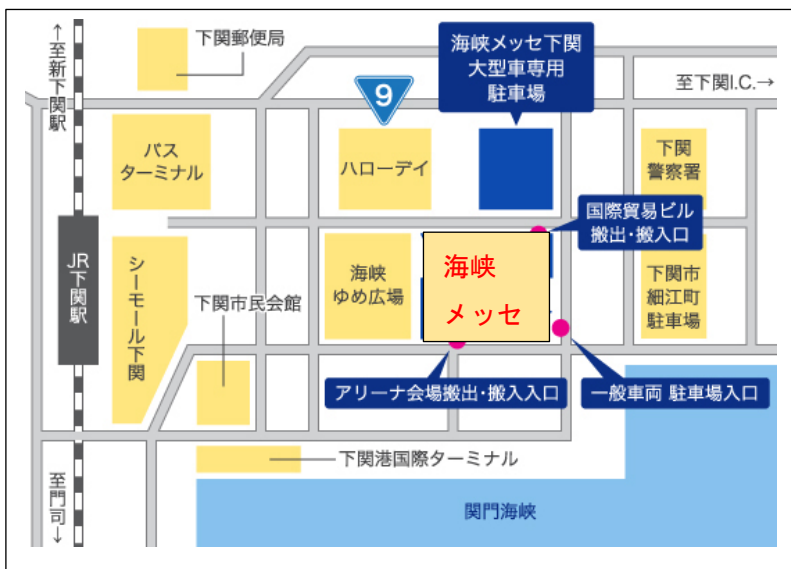 ↑至新下関駅
下関郵便局
海峡メッセ下関
大型車専用
駐車場
9
至下関I.C.→
バス
ターミナル
ハローデイ
下関
警察署
国際貿易ビル
搬出・搬入口
JR下関駅
シーモール下関
海峡
ゆめ広場
海峡
メッセ
下関市
細江町
駐車場
下関市民会館
アリーナ会場搬出・搬入入口
一般車両 駐車場入口
下関港国際ターミナル
至門司↓
関門海峡